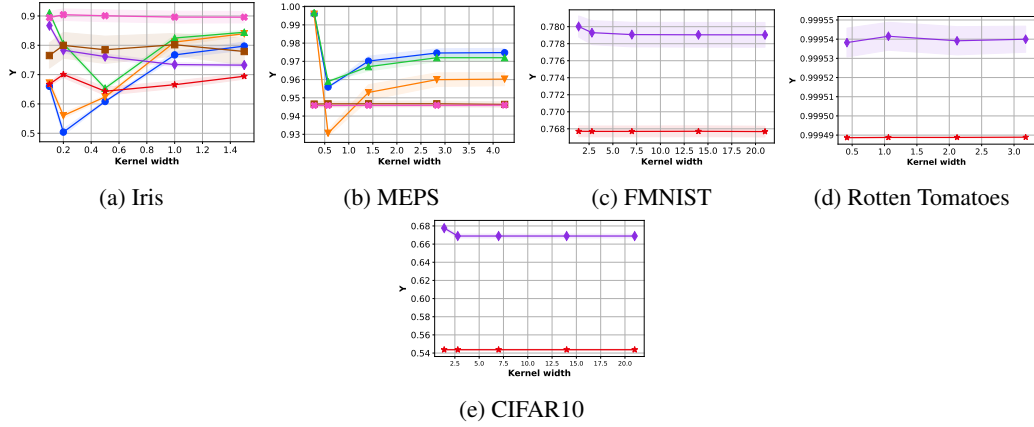 0.9
0.8
0.7
0.6
0.5
Y
0.2 0.4 0.6 0.8 1.0 1.2 1.4
Kernel width
(a) Iris
1.00
0.99
0.98
0.97
0.96
0.95
0.94
0.93
Y
0.5 1.0 1.5 2.0 2.5 3.0 3.5 4.0
Kernel width
(b) MEPS
0.780
0.778
0.776
0.774
0.772
0.770
0.768
Y
2.5 5.0 7.5 10.0 12.5 15.0 17.5 20.0
Kernel width
(c) FMNIST
0.99955
0.99954
0.99953
0.99952
0.99951
0.99950
0.99949
Y
0.5 1.0 1.5 2.0 2.5 3.0
Kernel width
(d) Rotten Tomatoes
0.68
0.66
0.64
0.62
0.60
0.58
0.56
0.54
Y
2.5 5.0 7.5 10.0 12.5 15.0 17.5 20.0
Kernel width
(e) CIFAR10